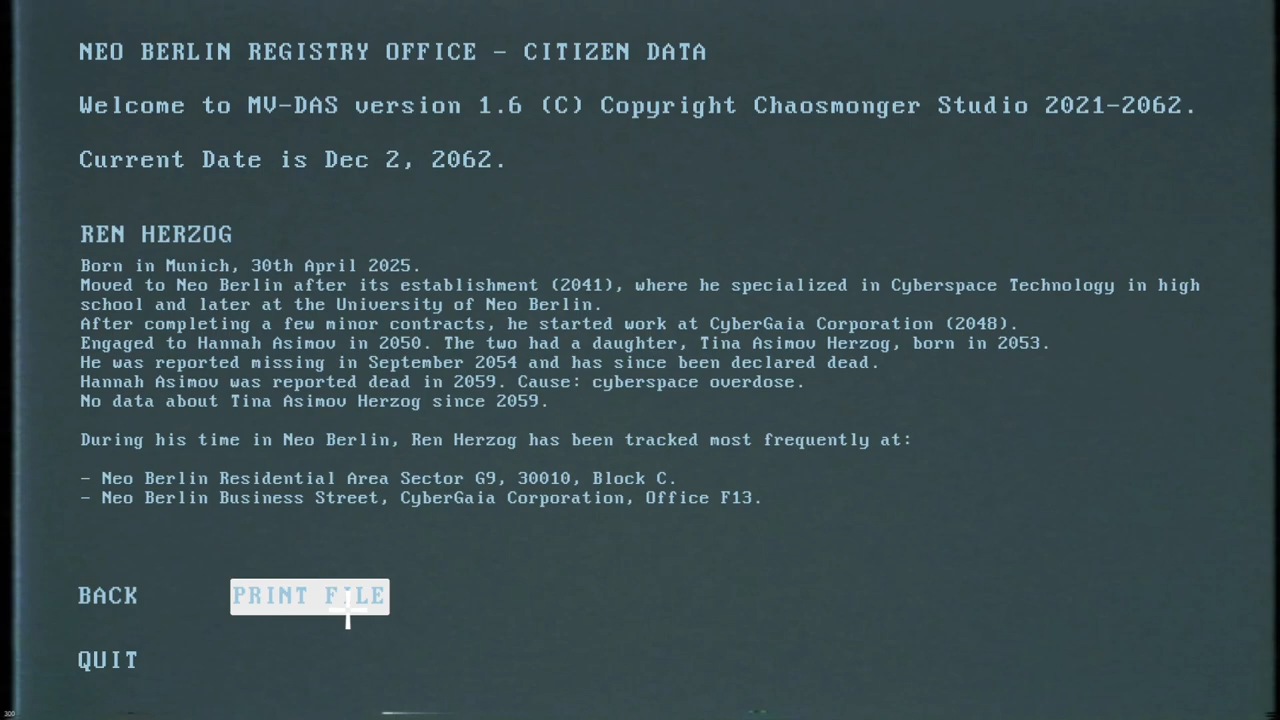 NEO BERLIN REGISTRY OFFICE - CITIZEN DATA
Welcome to MV-DAS version 1.6 (C) Copyright Chaosmonger Studio 2021-2062.
Current Date is Dec 2, 2062.
REN HERZOG
Born in Munich, 30th April 2025.
Moved to Neo Berlin after its establishment (2041), where he specialized in Cyberspace Technology in high
school and later at the University of Neo Berlin.
After completing a few minor contracts, he started work at CyberGaia Corporation (2048).
Engaged to Hannah Asimov in 2050. The two had a daughter, Tina Asimov Herzog, born in 2053.
He was reported missing in September 2054 and has since been declared dead.
Hannah Asimov was reported dead in 2059. Cause: cyberspace overdose.
No data about Tina Asimov Herzog since 2059.
During his time in Neo Berlin, Ren Herzog has been tracked most frequently at:
- Neo Berlin Residential Area Sector G9, 30010, Block C.
- Neo Berlin Business Street, CyberGaia Corporation, Office F13.
BACK PRINT FILE
QUIT
300